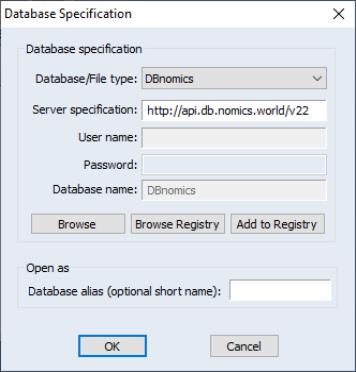 Database Specification
Database specification
Database/File type: DBnomics
Server specification: http://api.db.nomics.world/v22
User name:
Password:
Database name: DBnomics
Browse Browse Registry Add to Registry
Open as
Database alias (optional short name):
OK Cancel